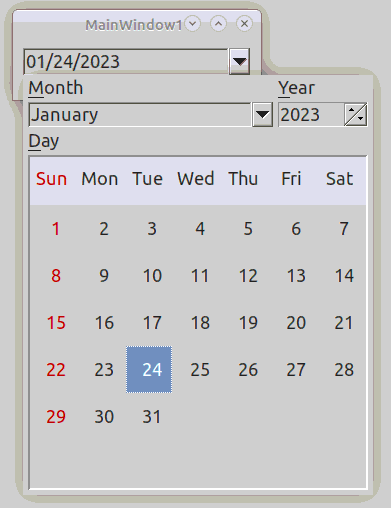 MainWindow1
01/24/2023
Month Year
January 2023
Day
Sun Mon Tue Wed Thu Fri Sat
1 2 3 4 5 6 7
8 9 10 11 12 13 14
15 16 17 18 19 20 21
22 23 24 25 26 27 28
29 30 31